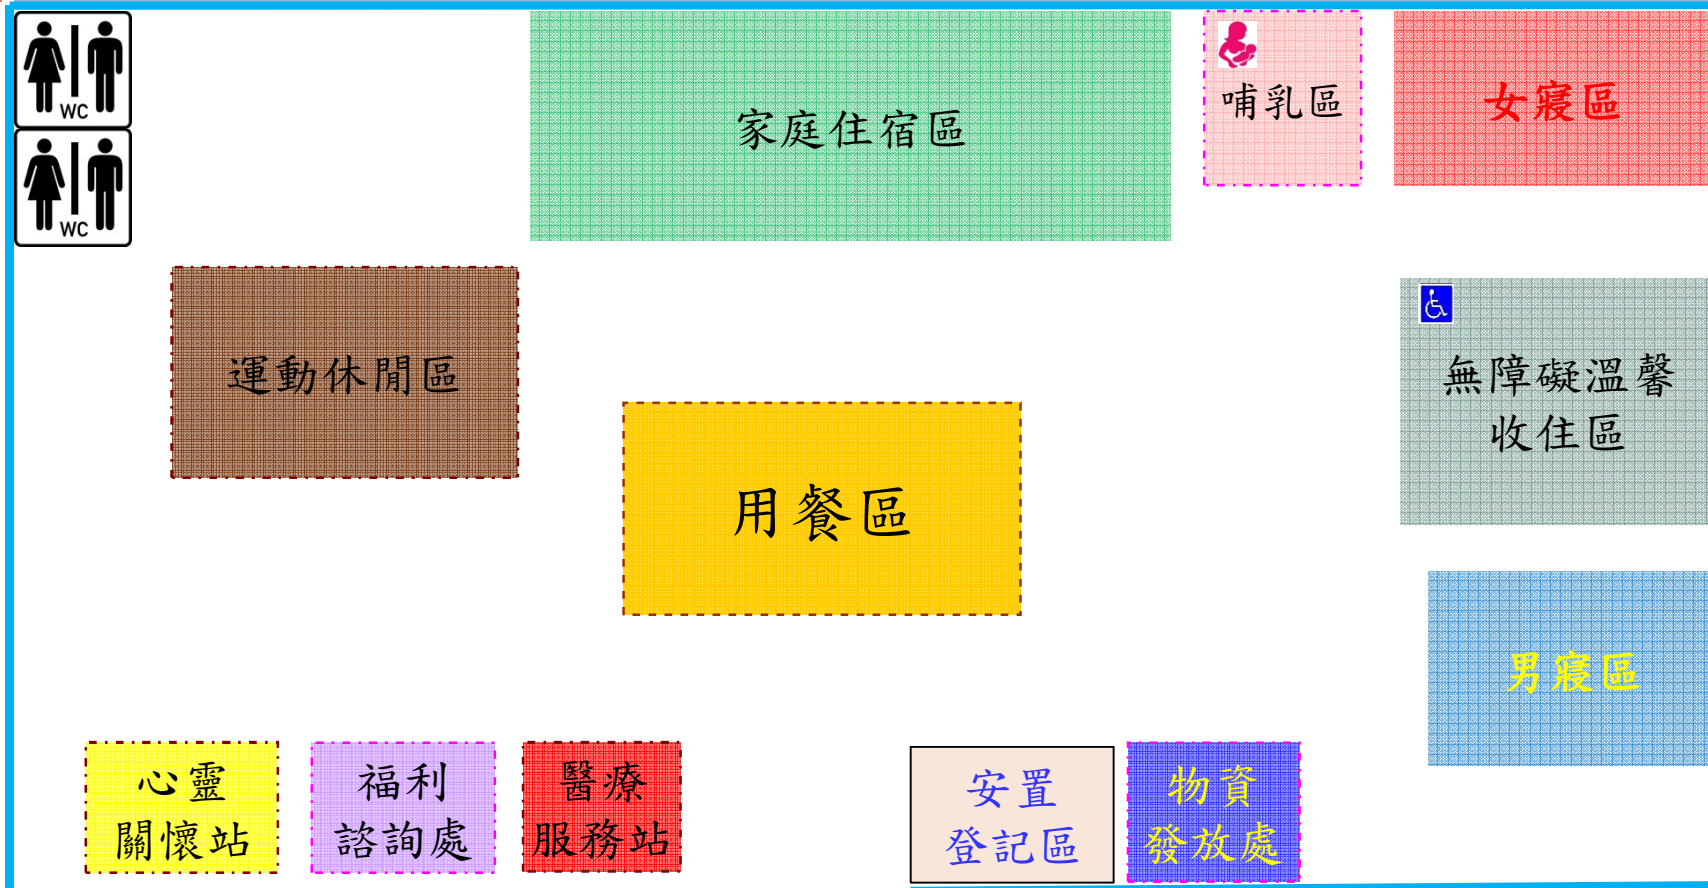 WC
WC
家庭住宿區
哺乳區
女寢區
運動休閒區
用餐區
無障礙溫馨
收住區
男寢區
心靈
關懷站
福利
諮詢處
醫療
服務站
安置
登記區
物資
發放處